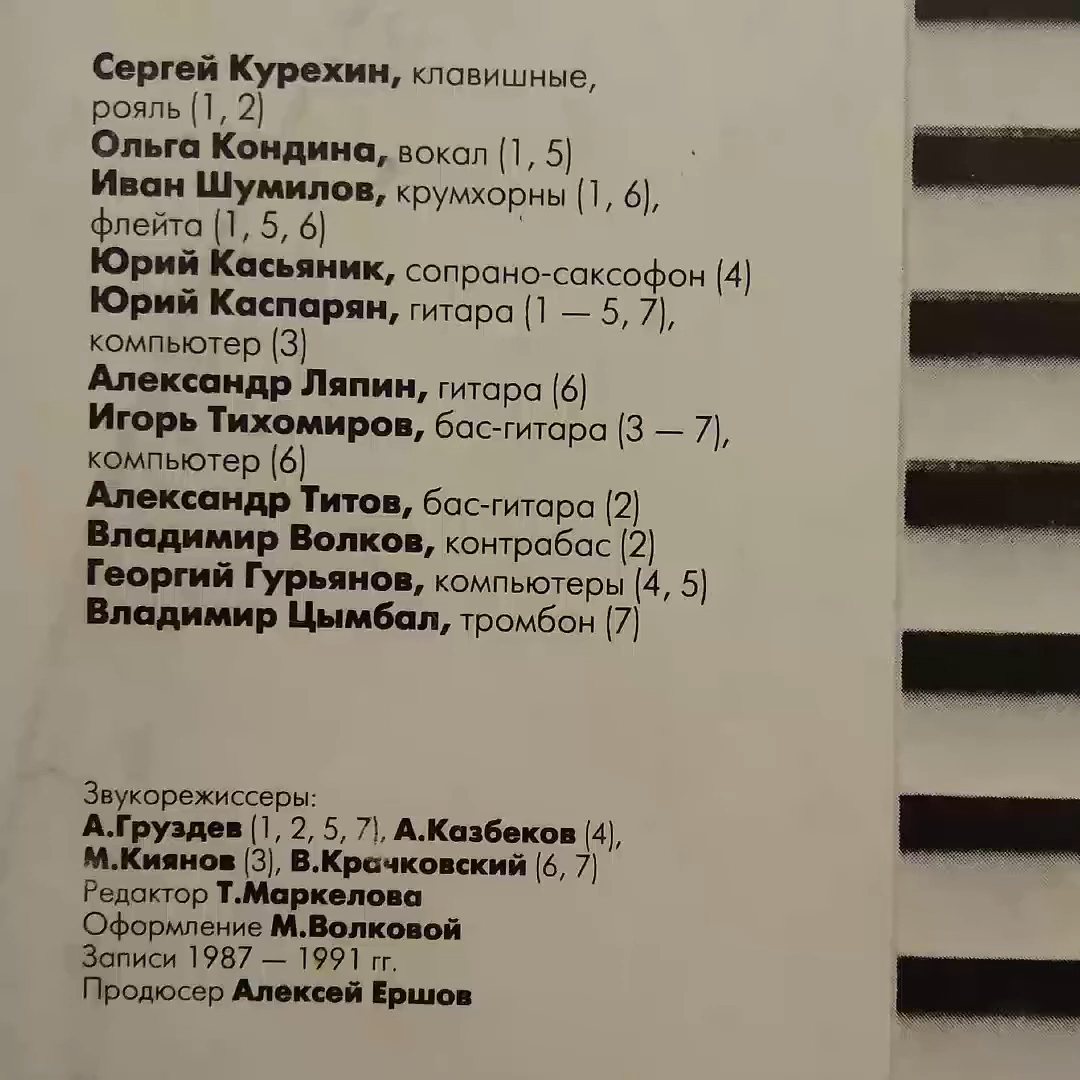 Сергей Курехин, клавишные,
рояль (1, 2)
Ольга Кондина, вокал (1, 5)
Иван Шумилов, крумхорны (1, 6),
флейта (1, 5, 6)
Юрий Касьяник, сопрано-саксофон (4)
Юрий Каспарян, гитара (1 — 5, 7),
компьютер (3)
Александр Ляпин, гитара (6)
Игорь Тихомиров, бас-гитара (3 — 7),
компьютер (6)
Александр Титов, бас-гитара (2)
Владимир Волков, контрабас (2)
Георгий Гурьянов, компьютеры (4, 5)
Владимир Цымбал, тромбон (7)
Звукорежиссеры:
А.Груздев (1, 2, 5, 7), А.Казбеков (4),
М.Киянов (3), В.Крачковский (6, 7)
Редактор Т.Маркелова
Оформление М.Волковой
Записи 1987 — 1991 гг.
Продюсер Алексей Ершов